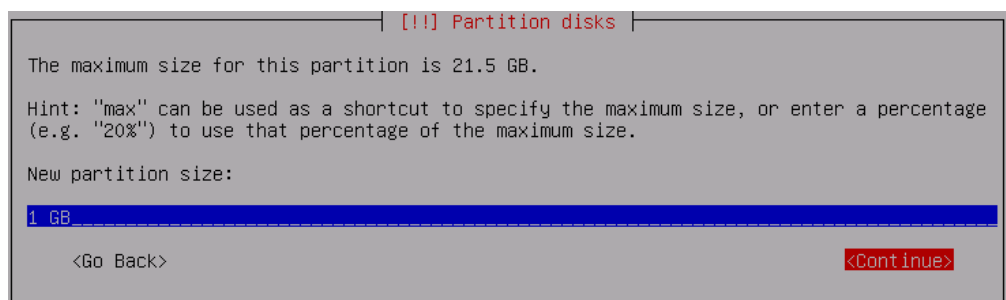 [!!] Partition disks
The maximum size for this partition is 21.5 GB.
Hint: "max" can be used as a shortcut to specify the maximum size, or enter a percentage
(e.g. "20%") to use that percentage of the maximum size.
New partition size:
1 GB
<Go Back> <Continue>